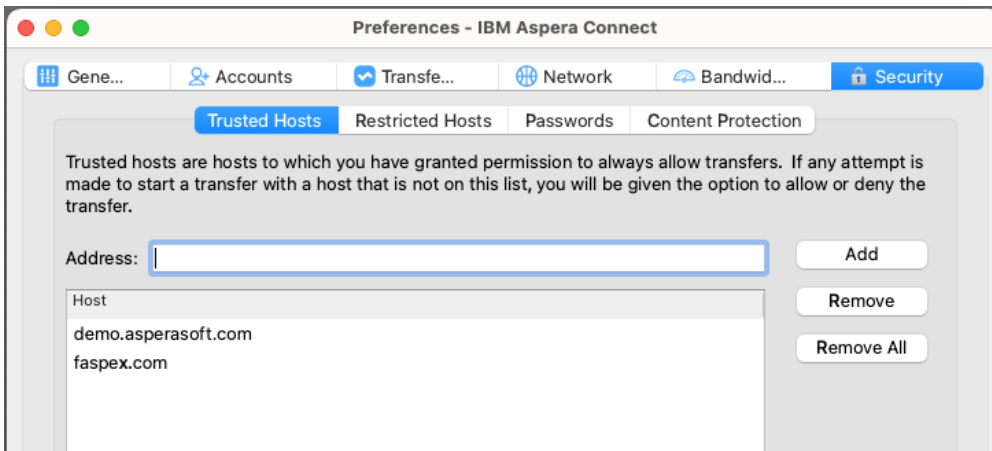 Preferences - IBM Aspera Connect
Gene... Accounts Transfe... Network Bandwid... Security
Trusted Hosts Restricted Hosts Passwords Content Protection
Trusted hosts are hosts to which you have granted permission to always allow transfers. If any attempt is
made to start a transfer with a host that is not on this list, you will be given the option to allow or deny the
transfer.
Address: Add
Host Remove
demo.asperasoft.com
Remove All
faspex.com